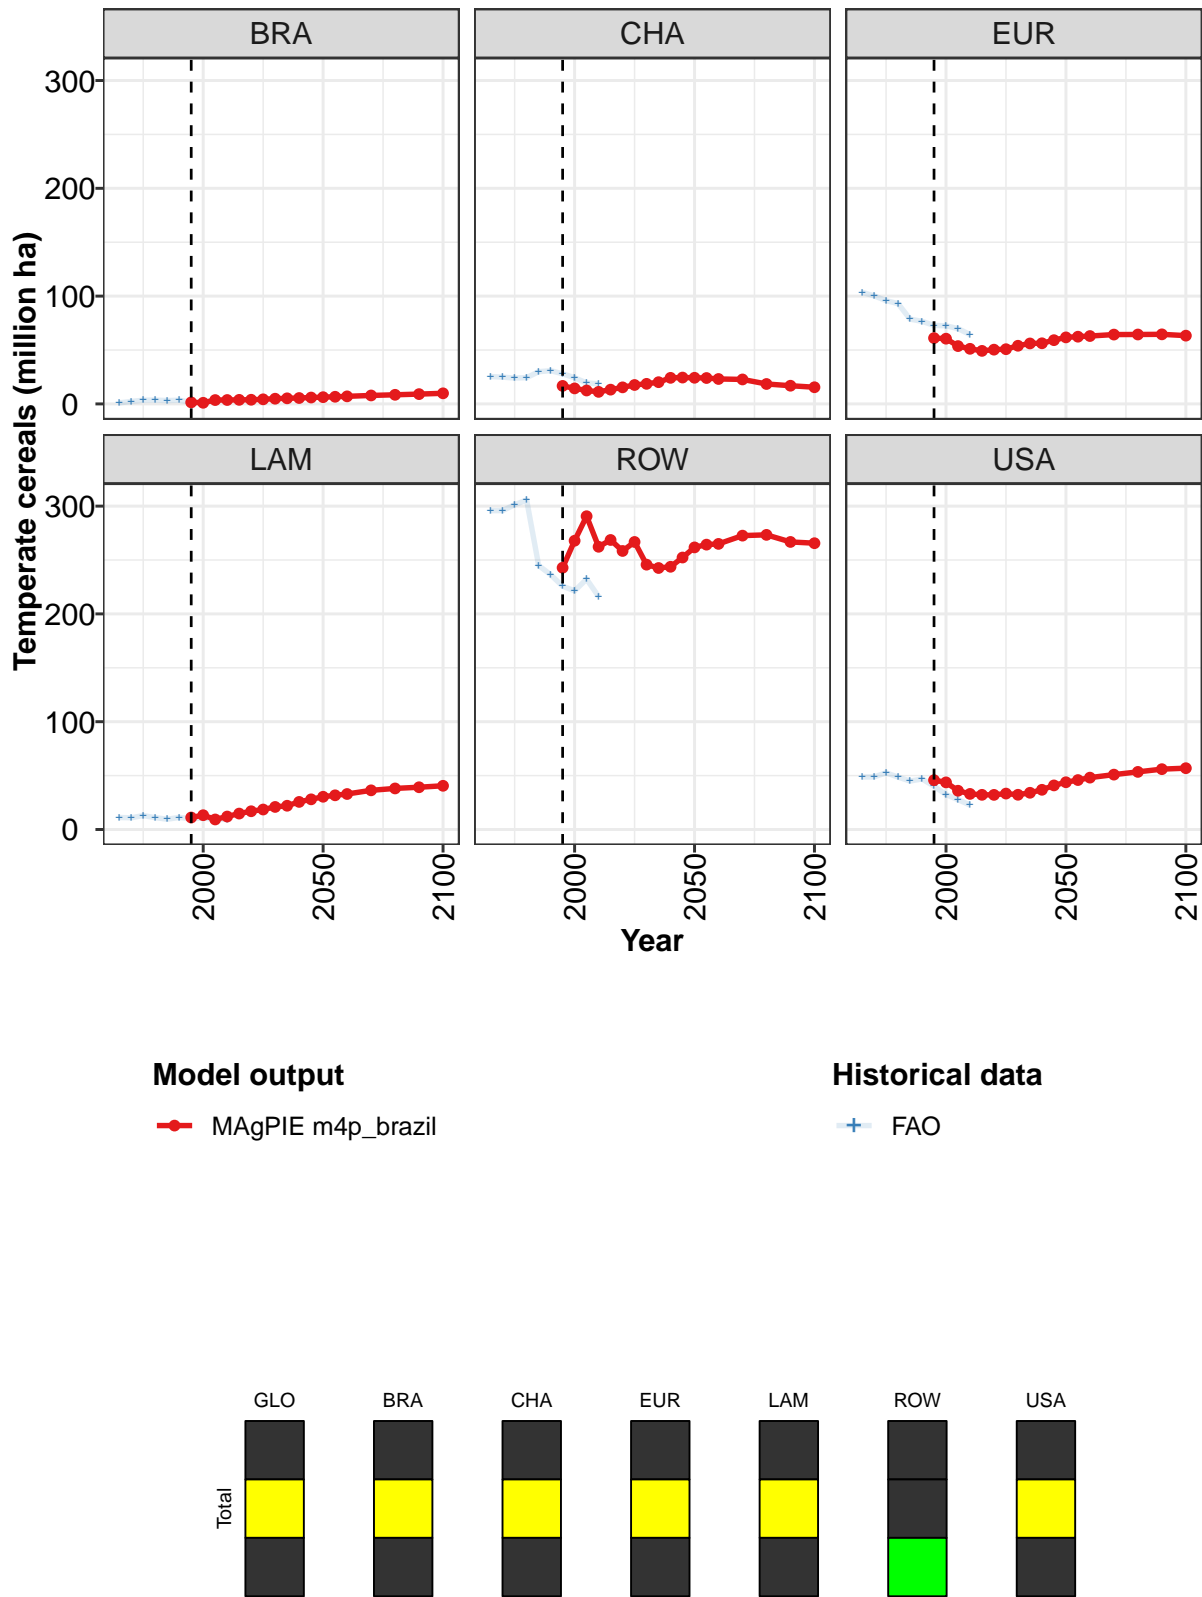 BRA CHA EUR
300
200
100
0
LAM ROW USA
300
200
100
0
Temperate cereals (million ha)
2000 2050 2100 2000 2050 2100 2000 2050 2100
Year
Model output Historical data
MAgPIE m4p_brazil FAO
GLO BRA CHA EUR LAM ROW USA
Total